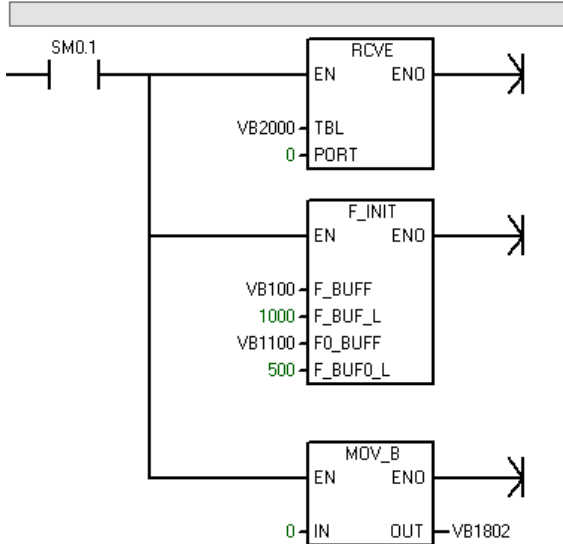 SM0.1
RCVE
EN ENO
VB2000 TBL
0 PORT
F_INIT
EN ENO
VB100 F_BUFF
1000 F_BUF_L
VB1100 F0_BUFF
500 F_BUF0_L
MOV_B
EN ENO
0 IN OUT VB1802